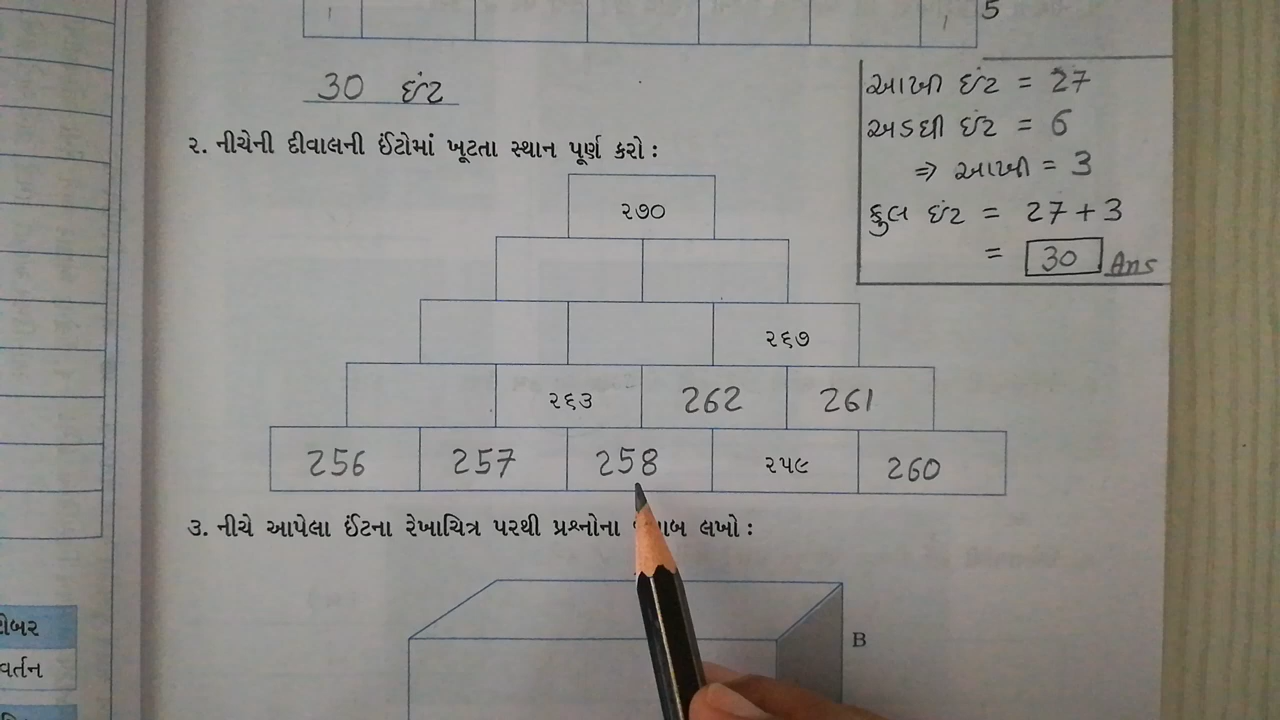 5
30 ઇંટ
આખી ઇંટ = 27
અડધી ઇંટ = 6
⇒ આખી = 3
કુલ ઇંટ = 27 + 3
= 30 Ans
૨. નીચેની દીવાલની ઈંટોમાં ખૂટતા સ્થાન પૂર્ણ કરો :
૨૭૦
૨૬૭
૨૬૩ 262 261
256 257 258 ૨૫૯ 260
૩. નીચે આપેલા ઈંટના રેખાચિત્ર પરથી પ્રશ્નોના લખો :
B
વર્તન